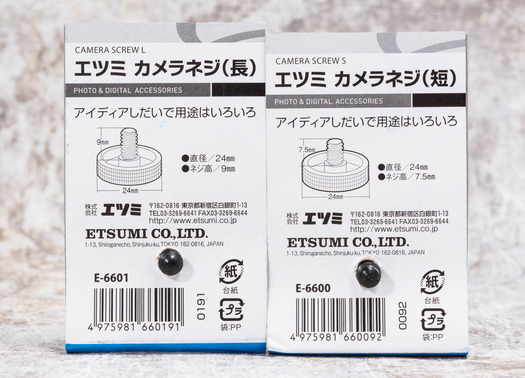 CAMERA SCREW L
エツミ カメラネジ(長)
PHOTO & DIGITAL ACCESSORIES
アイディアしだいで用途はいろいろ
9mm
24mm
●直径/24mm
●ネジ高/9mm
株式会社 エツミ
〒162-0816 東京都新宿区白銀町1-13
TEL03-3269-6641 FAX03-3269-6644
http://www.etsumi.co.jp
ETSUMI CO.,LTD.
1-13, Shiroganecho, Shinjuku-ku, TOKYO 162-0816, JAPAN
E-6601
4 975981 660191
0191
紙
台紙
プラ
袋:PP
CAMERA SCREW S
エツミ カメラネジ(短)
PHOTO & DIGITAL ACCESSORIES
アイディアしだいで用途はいろいろ
7.5mm
24mm
●直径/24mm
●ネジ高/7.5mm
株式会社 エツミ
〒162-0816 東京都新宿区白銀町1-13
TEL03-3269-6641 FAX03-3269-6644
http://www.etsumi.co.jp
ETSUMI CO.,LTD.
1-13, Shiroganecho, Shinjuku-ku, TOKYO 162-0816, JAPAN
E-6600
4 975981 660092
0092
紙
台紙
プラ
袋:PP